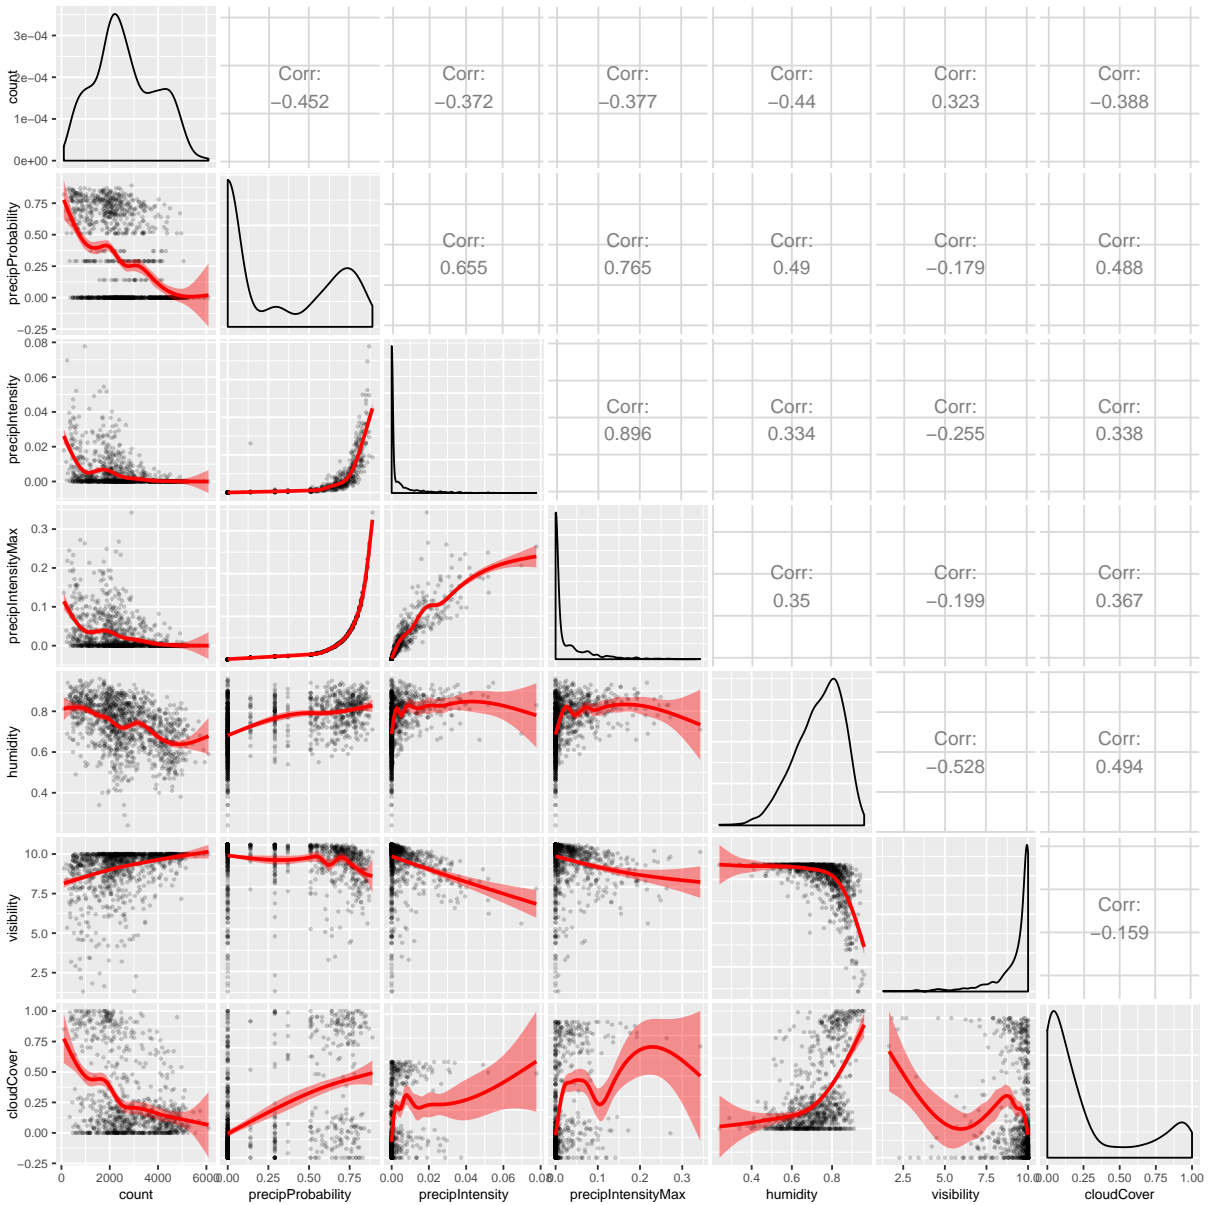 3e−04
2e−04
1e−04
0e+00
count
Corr:
−0.452
Corr:
−0.372
Corr:
−0.377
Corr:
−0.44
Corr:
0.323
Corr:
−0.388
0.75
0.50
0.25
0.00
−0.25
precipProbability
Corr:
0.655
Corr:
0.765
Corr:
0.49
Corr:
−0.179
Corr:
0.488
0.08
0.06
0.04
0.02
0.00
precipIntensity
Corr:
0.896
Corr:
0.334
Corr:
−0.255
Corr:
0.338
0.3
0.2
0.1
0.0
precipIntensityMax
Corr:
0.35
Corr:
−0.199
Corr:
0.367
0.8
0.6
0.4
humidity
Corr:
−0.528
Corr:
0.494
10.0
7.5
5.0
2.5
visibility
Corr:
−0.159
1.00
0.75
0.50
0.25
0.00
−0.25
cloudCover
0 2000 4000 6000
0.00 0.25 0.50 0.75
0.00 0.02 0.04 0.06 0.08
0.0 0.1 0.2 0.3
0.4 0.6 0.8
2.5 5.0 7.5 10.0
0.00 0.25 0.50 0.75 1.00
count precipProbability precipIntensity precipIntensityMax humidity visibility cloudCover